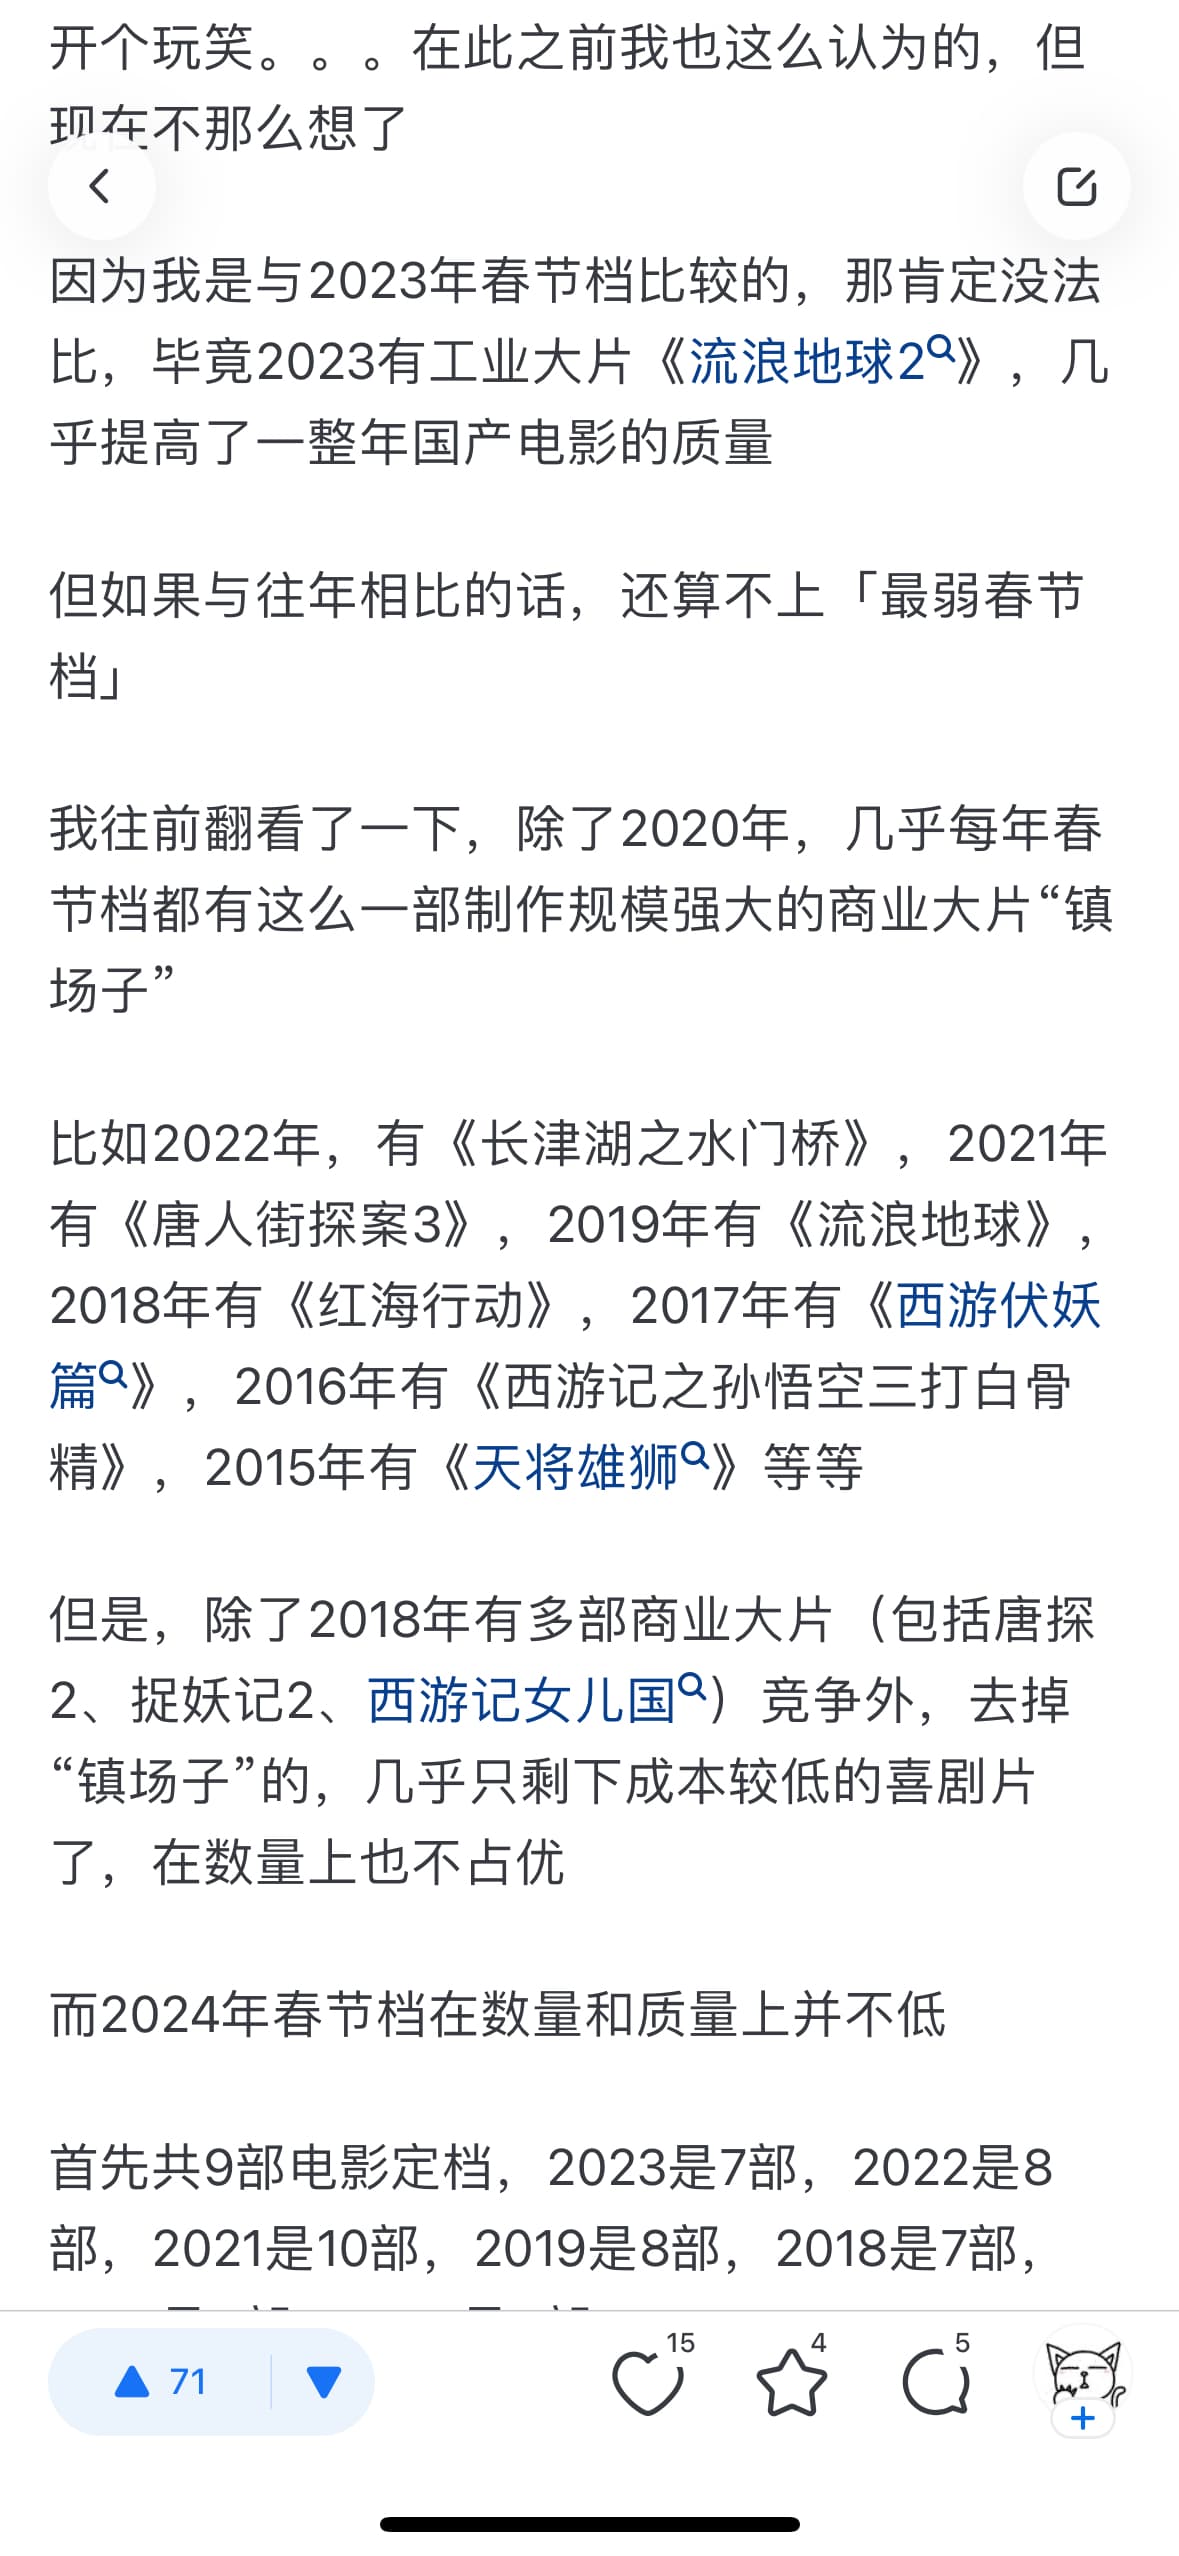 开个玩笑。。。在此之前我也这么认为的，但
现在不那么想了
因为我是与2023年春节档比较的，那肯定没法
比，毕竟2023有工业大片《流浪地球2》，几
乎提高了一整年国产电影的质量
但如果与往年相比的话，还算不上「最弱春节
档」
我往前翻看了一下，除了2020年，几乎每年春
节档都有这么一部制作规模强大的商业大片“镇
场子”
比如2022年，有《长津湖之水门桥》，2021年
有《唐人街探案3》，2019年有《流浪地球》，
2018年有《红海行动》，2017年有《西游伏妖
篇》，2016年有《西游记之孙悟空三打白骨
精》，2015年有《天将雄狮》等等
但是，除了2018年有多部商业大片（包括唐探
2、捉妖记2、西游记女儿国）竞争外，去掉
“镇场子”的，几乎只剩下成本较低的喜剧片
了，在数量上也不占优
而2024年春节档在数量和质量上并不低
首先共9部电影定档，2023是7部，2022是8
部，2021是10部，2019是8部，2018是7部，
71
15
4
5